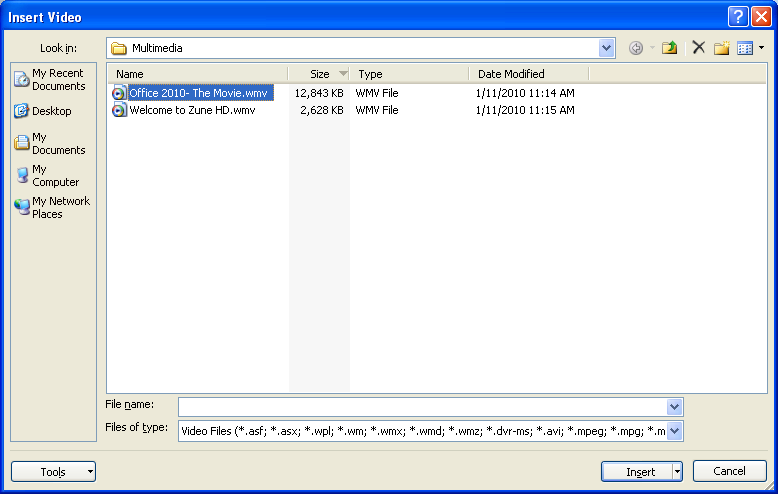 Insert Video
Look in: Multimedia
My Recent Documents
Desktop
My Documents
My Computer
My Network Places
Name Size Type Date Modified
Office 2010- The Movie.wmv 12,843 KB WMV File 1/11/2010 11:14 AM
Welcome to Zune HD.wmv 2,628 KB WMV File 1/11/2010 11:15 AM
File name:
Files of type: Video Files (*.asf; *.asx; *.wpl; *.wm; *.wmx; *.wmd; *.wmz; *.dvr-ms; *.avi; *.mpeg; *.mpg; *.m
Tools Insert Cancel